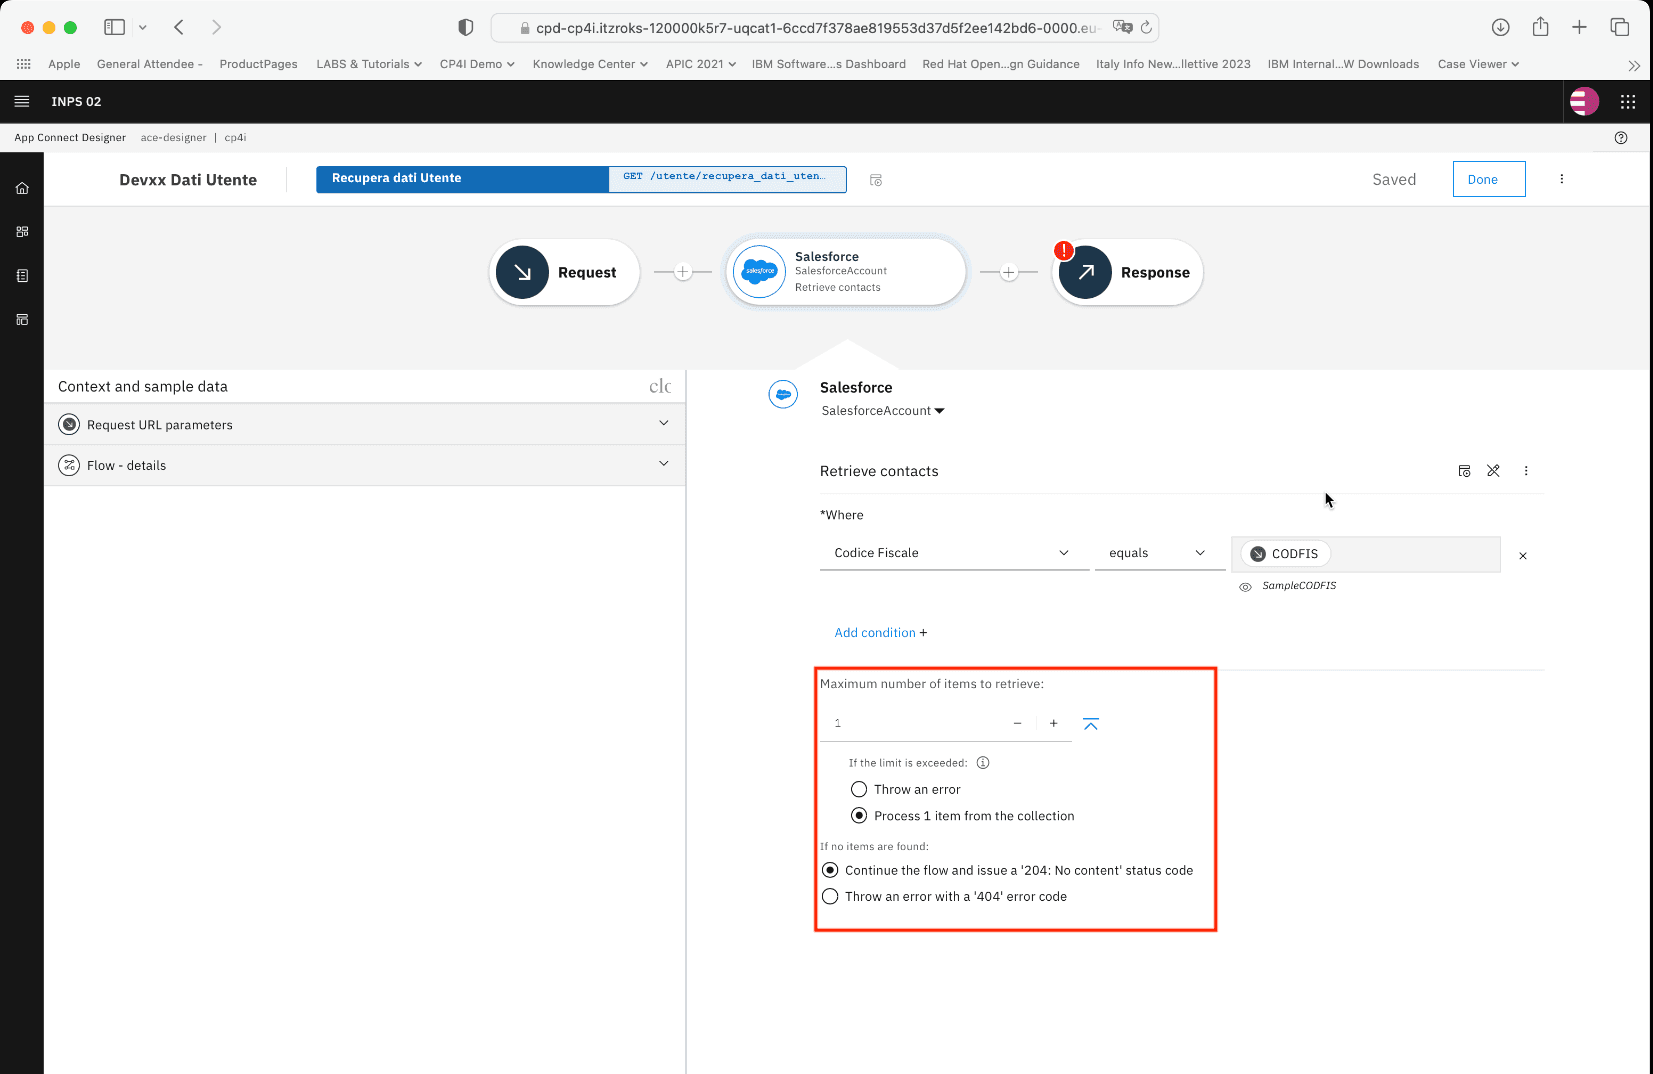 cpd-cp4i.itzroks-120000k5r7-uqcat1-6ccd7f378ae819553d37d5f2ee142bd6-0000.eu-
Apple General Attendee - ProductPages LABS & Tutorials CP4I Demo Knowledge Center APIC 2021 IBM Software...s Dashboard Red Hat Open...gn Guidance Italy Info New...llettive 2023 IBM Internal...W Downloads Case Viewer
INPS 02
App Connect Designer ace-designer | cp4i
Devxx Dati Utente Recupera dati Utente GET /utente/recupera_dati_uten... Saved Done
Request
salesforce
Salesforce
SalesforceAccount
Retrieve contacts
! Response
Context and sample data clc
Request URL parameters
Flow - details
Salesforce
SalesforceAccount
Retrieve contacts
*Where
Codice Fiscale equals CODFIS
SampleCODFIS
Add condition +
Maximum number of items to retrieve:
1 − +
If the limit is exceeded:
Throw an error
Process 1 item from the collection
If no items are found:
Continue the flow and issue a '204: No content' status code
Throw an error with a '404' error code